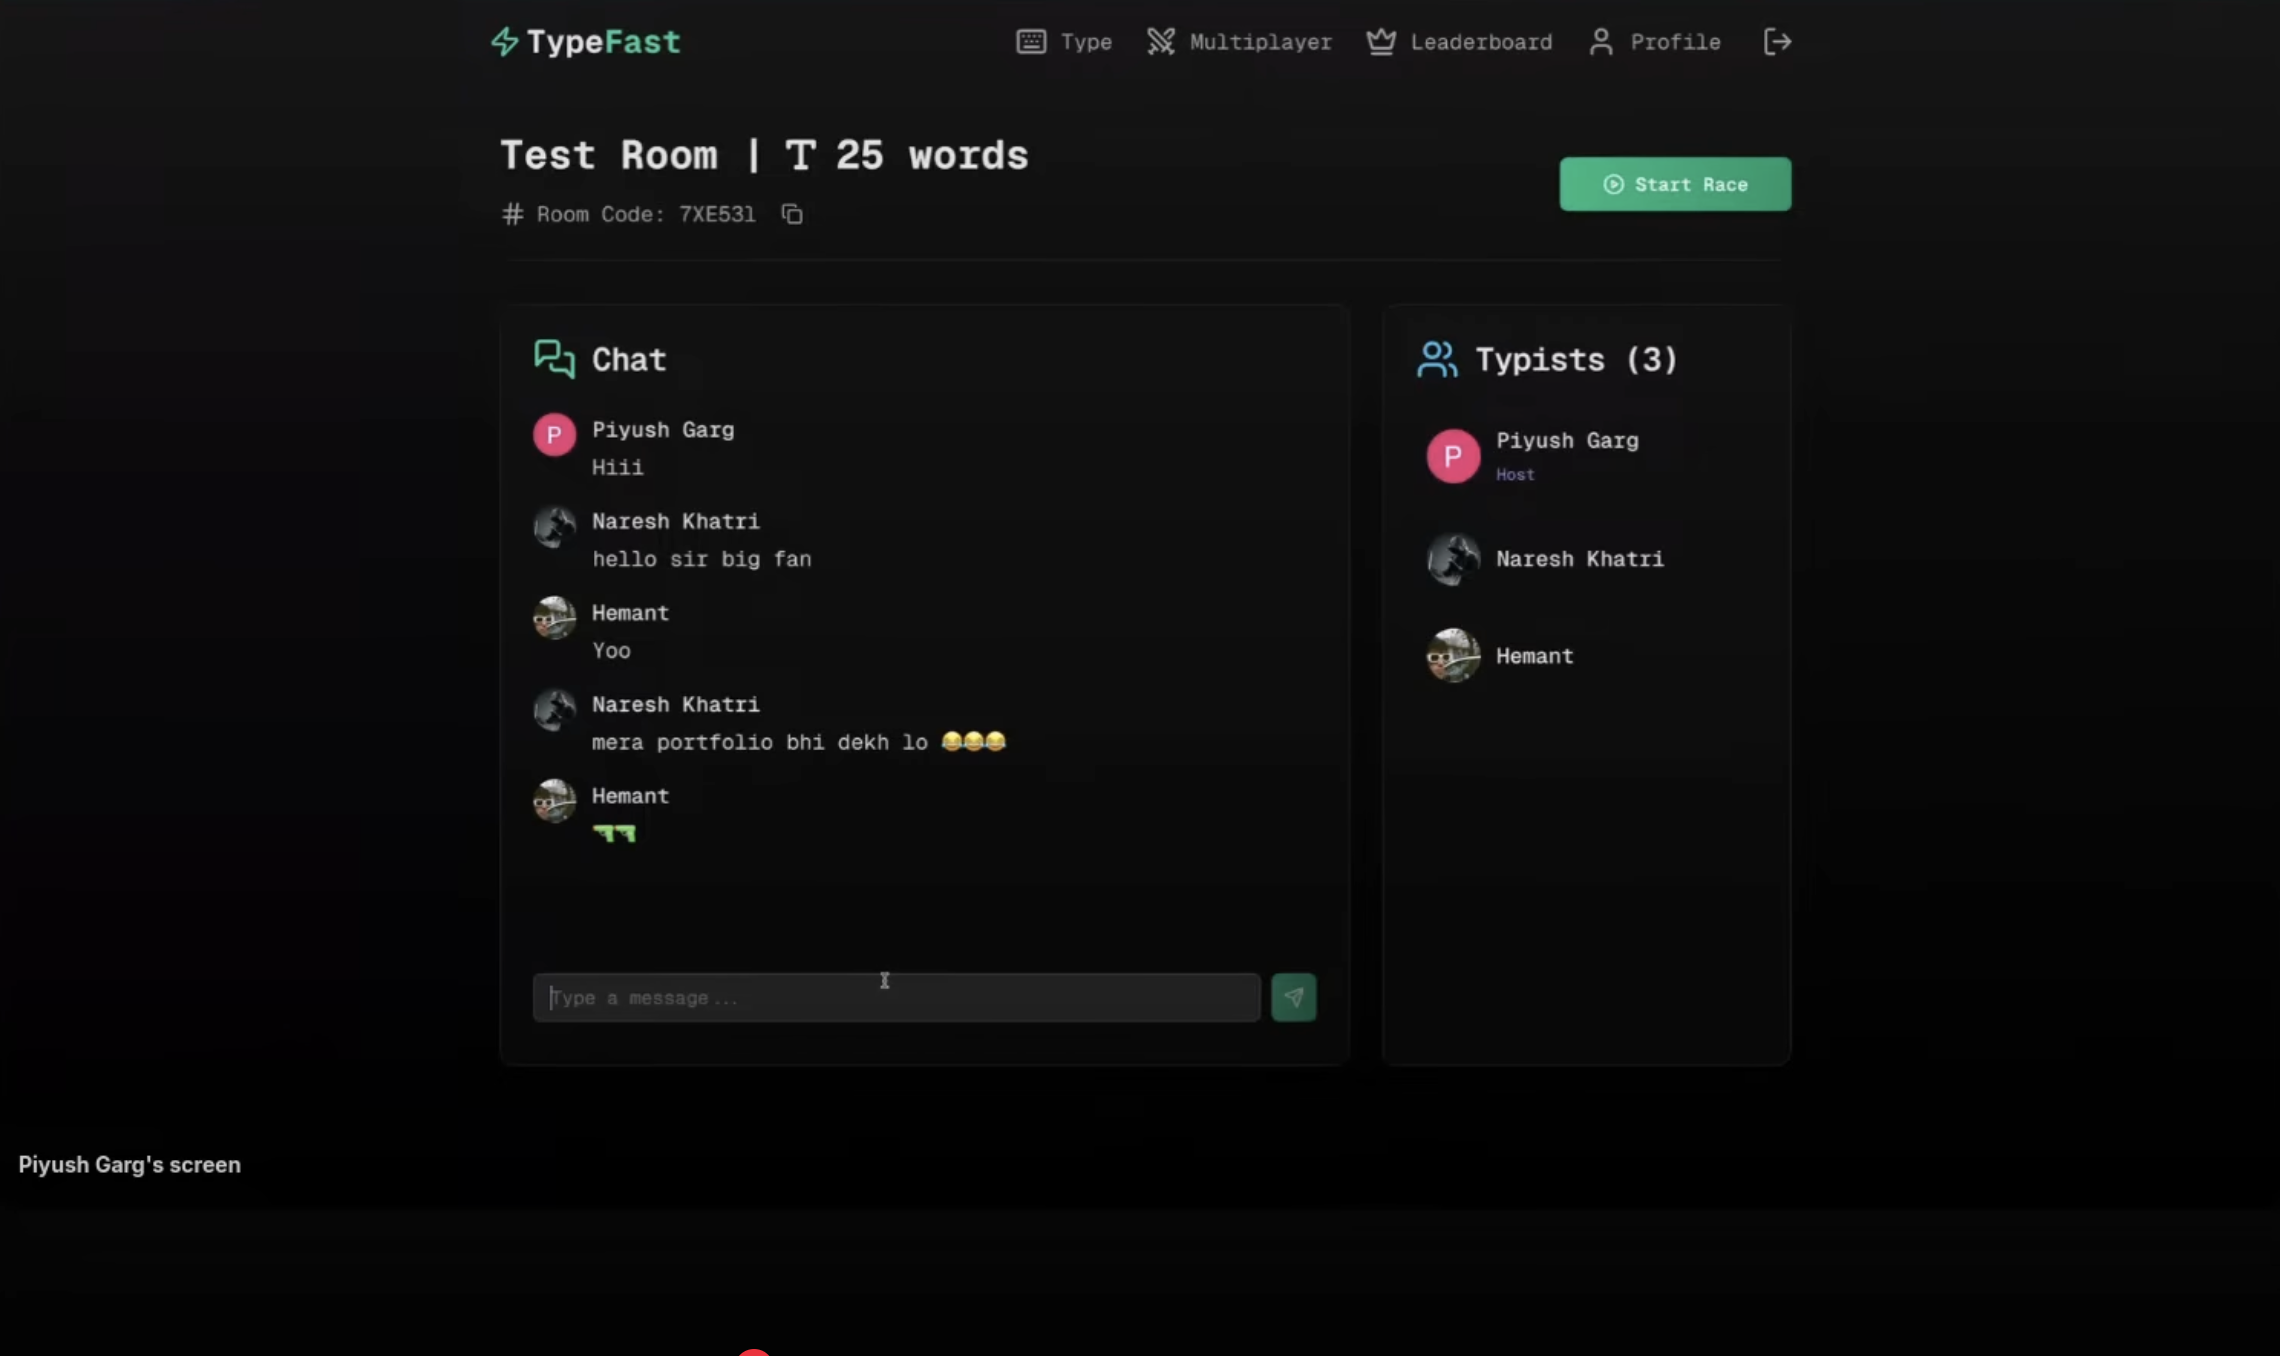 TypeFast
Type
Multiplayer
Leaderboard
Profile
Test Room | T 25 words
# Room Code: 7XE53l
Start Race
Chat
P
Piyush Garg
Hiii
Naresh Khatri
hello sir big fan
Hemant
Yoo
Naresh Khatri
mera portfolio bhi dekh lo 😂😂😂
Hemant
🔫🔫
Type a message...
Typists (3)
P
Piyush Garg
Host
Naresh Khatri
Hemant
Piyush Garg's screen